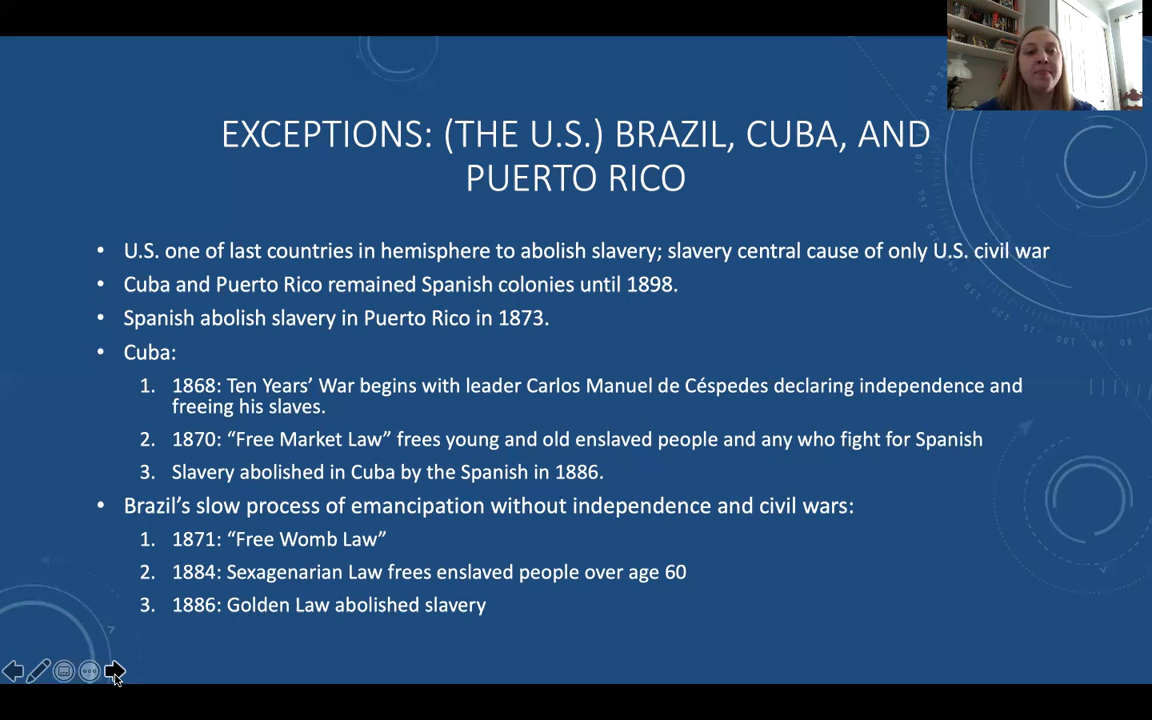 EXCEPTIONS: (THE U.S.) BRAZIL, CUBA, AND
PUERTO RICO
• U.S. one of last countries in hemisphere to abolish slavery; slavery central cause of only U.S. civil war
• Cuba and Puerto Rico remained Spanish colonies until 1898.
• Spanish abolish slavery in Puerto Rico in 1873.
• Cuba:
1. 1868: Ten Years’ War begins with leader Carlos Manuel de Céspedes declaring independence and
freeing his slaves.
2. 1870: “Free Market Law” frees young and old enslaved people and any who fight for Spanish
3. Slavery abolished in Cuba by the Spanish in 1886.
• Brazil’s slow process of emancipation without independence and civil wars:
1. 1871: “Free Womb Law”
2. 1884: Sexagenarian Law frees enslaved people over age 60
3. 1886: Golden Law abolished slavery